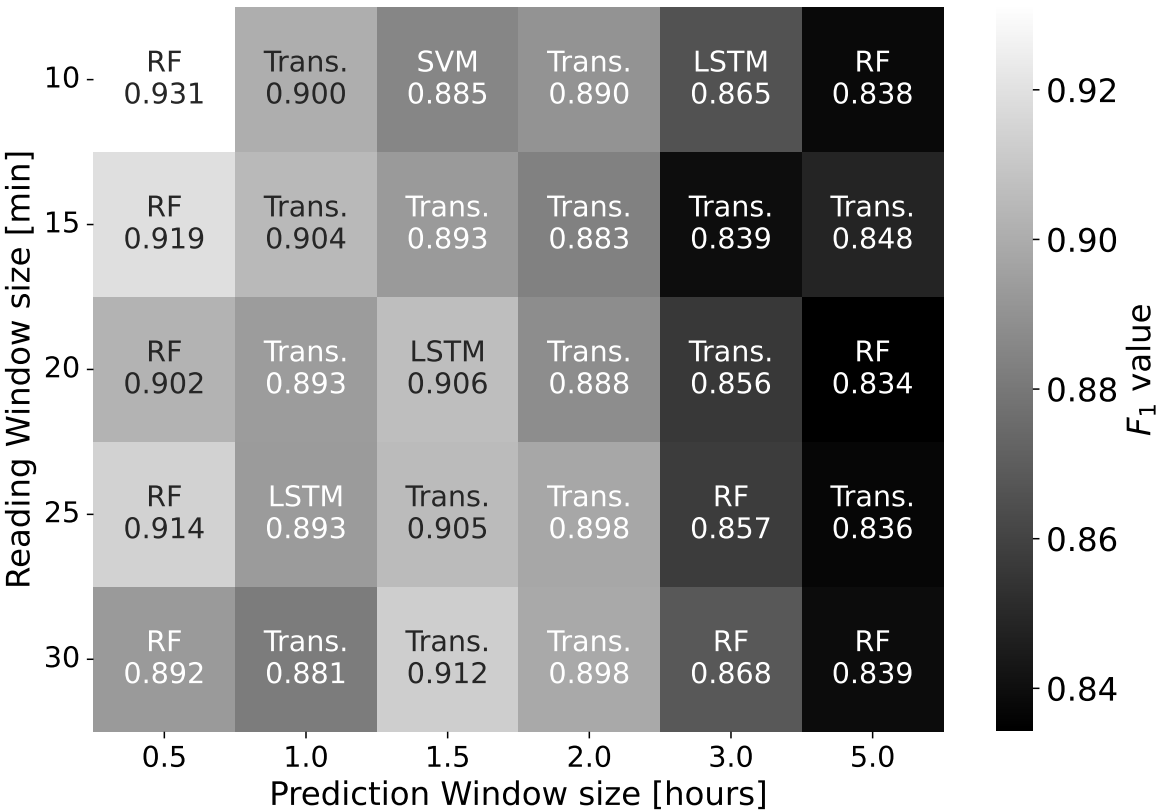 RF Trans. SVM Trans. LSTM RF
10 0.931 0.900 0.885 0.890 0.865 0.838
RF Trans. Trans. Trans. Trans. Trans.
15 0.919 0.904 0.893 0.883 0.839 0.848
RF Trans. LSTM Trans. Trans. RF
20 0.902 0.893 0.906 0.888 0.856 0.834
RF LSTM Trans. Trans. RF Trans.
25 0.914 0.893 0.905 0.898 0.857 0.836
RF Trans. Trans. Trans. RF RF
30 0.892 0.881 0.912 0.898 0.868 0.839
0.5 1.0 1.5 2.0 3.0 5.0
Prediction Window size [hours]
Reading Window size [min]
0.92
0.90
0.88
0.86
0.84
F₁ value